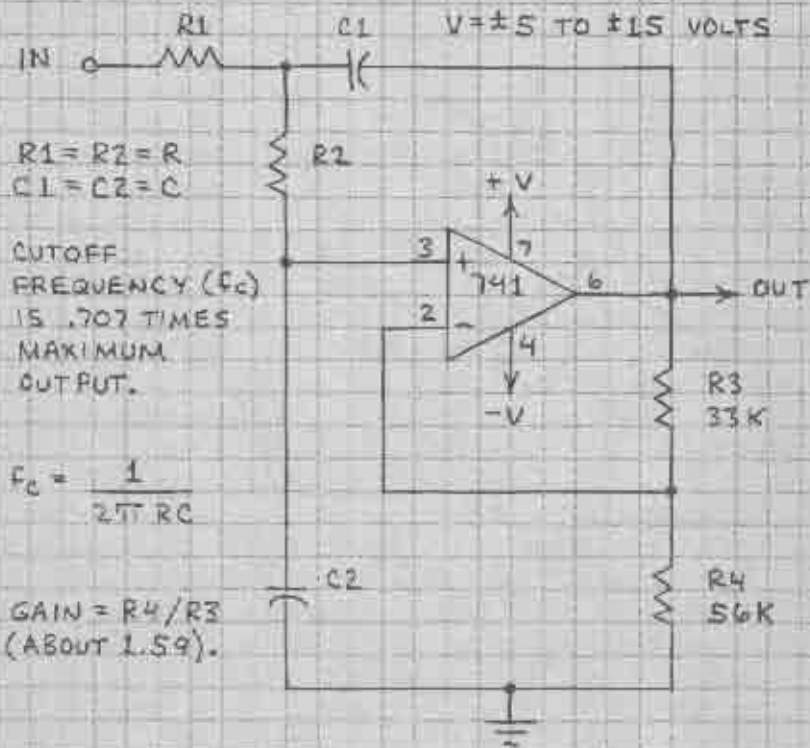 R1
C1
V = ±5 TO ±15 VOLTS
IN
R1 = R2 = R
C1 = C2 = C
R2
+V
CUTOFF
FREQUENCY (fc)
IS .707 TIMES
MAXIMUM
OUTPUT.
3
+
7
741
6
OUT
2
-
4
-V
R3
33K
fc = 1
2π RC
C2
R4
56K
GAIN = R4/R3
(ABOUT 1.59).